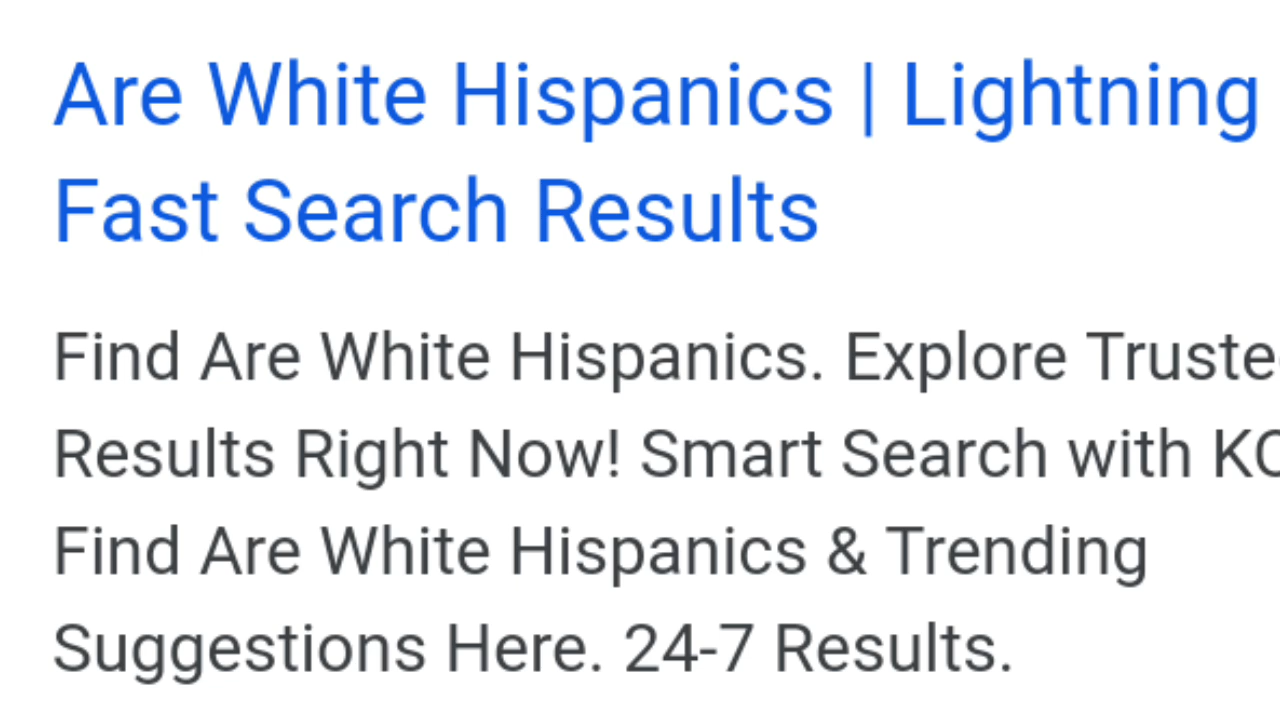 Are White Hispanics | Lightning
Fast Search Results
Find Are White Hispanics. Explore
Results Right Now! Smart Search with
Find Are White Hispanics & Trending
Suggestions Here. 24-7 Results.